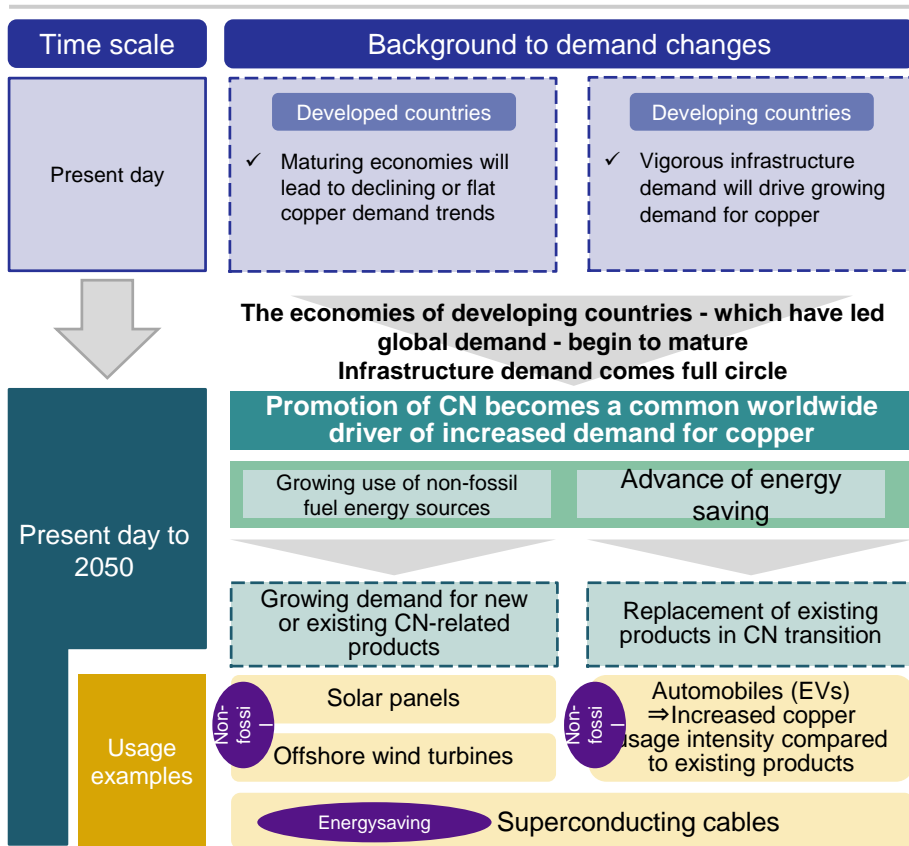 Time scale
Background to demand changes
Present day
Developed countries
✓ Maturing economies will
lead to declining or flat
copper demand trends
Developing countries
✓ Vigorous infrastructure
demand will drive growing
demand for copper
The economies of developing countries - which have led
global demand - begin to mature
Infrastructure demand comes full circle
Present day to
2050
Promotion of CN becomes a common worldwide
driver of increased demand for copper
Growing use of non-fossil
fuel energy sources
Advance of energy
saving
Growing demand for new
or existing CN-related
products
Replacement of existing
products in CN transition
Usage
examples
Non-
fossi
l
Solar panels
Offshore wind turbines
Non-
fossi
l
Automobiles (EVs)
⇒Increased copper
usage intensity compared
to existing products
Energysaving
Superconducting cables